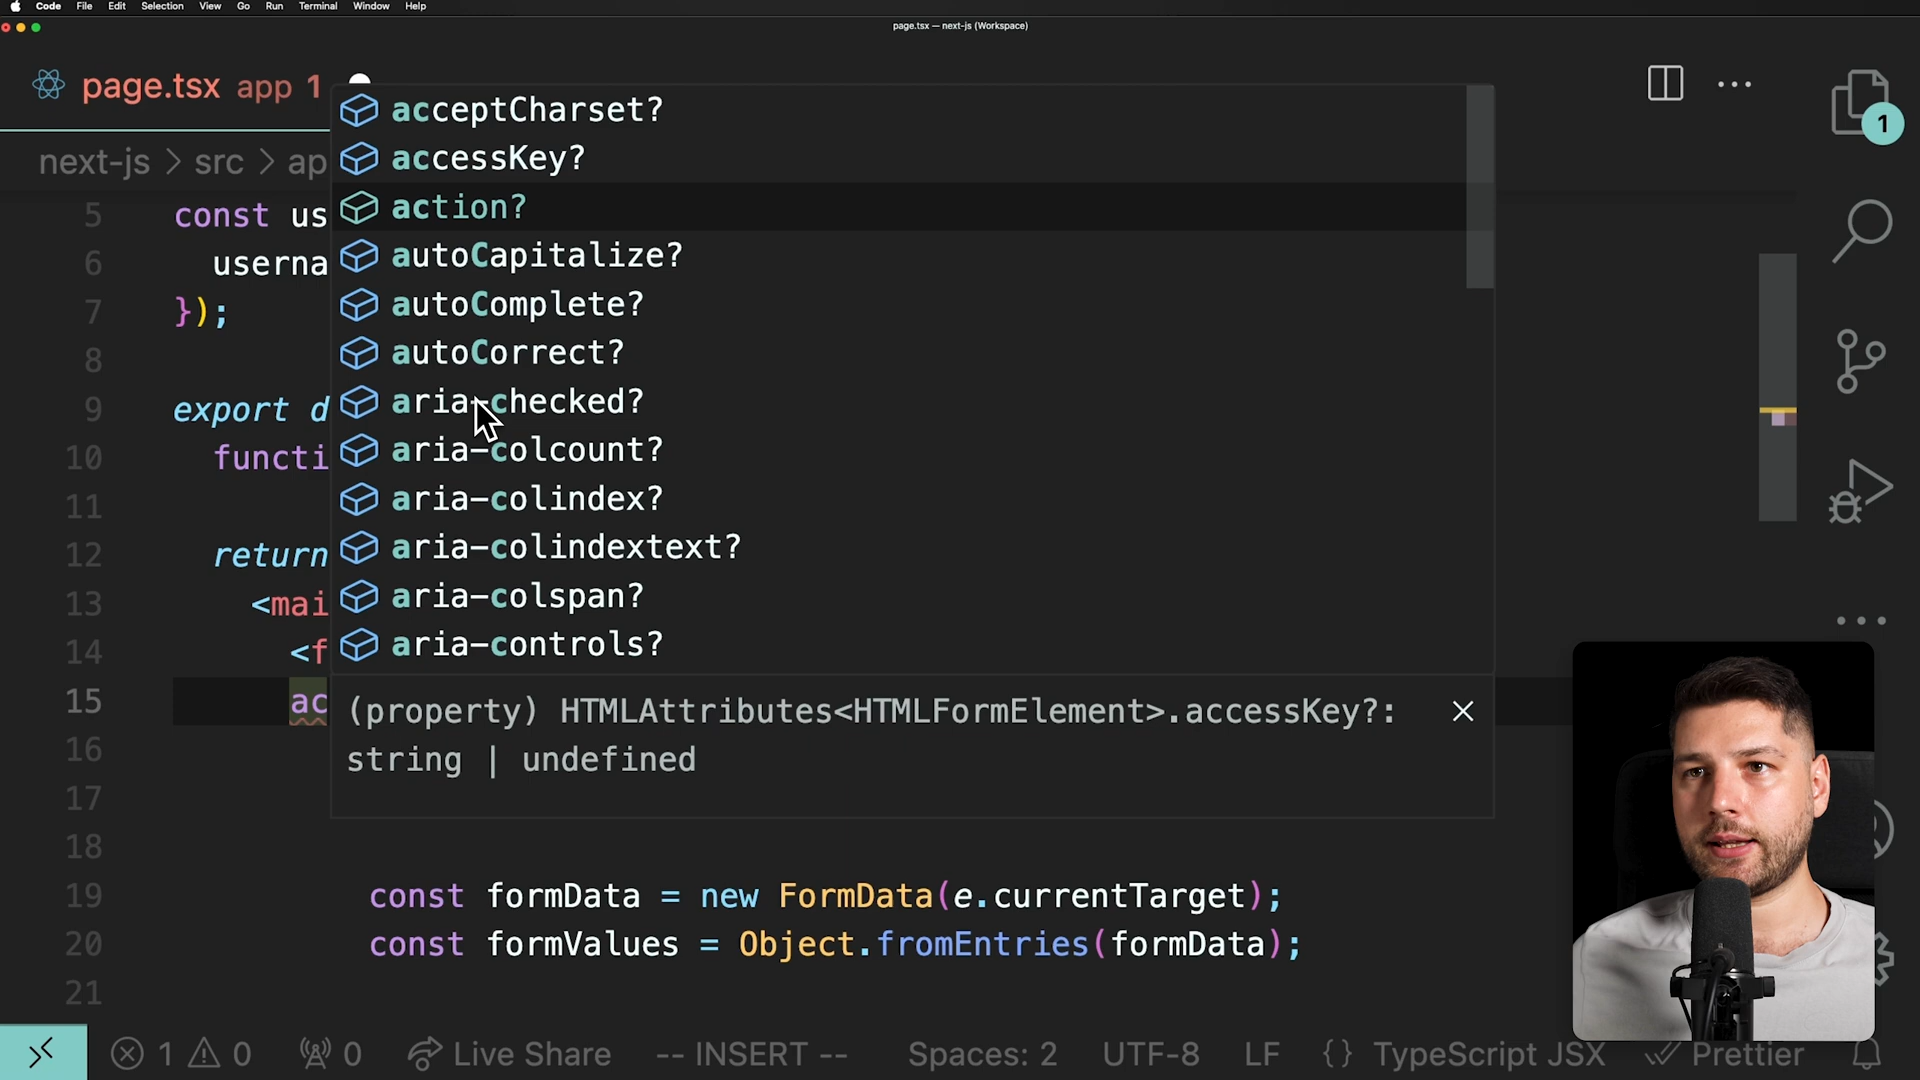 Code File Edit Selection View Go Run Terminal Window Help
page.tsx — next-js (Workspace)
page.tsx app 1
1
next-js > src > ap
acceptCharset?
accessKey?
action?
autoCapitalize?
autoComplete?
autoCorrect?
aria-checked?
aria-colcount?
aria-colindex?
aria-colindextext?
aria-colspan?
aria-controls?
(property) HTMLAttributes<HTMLFormElement>.accessKey?:
string | undefined
5 const us
6 userna
7 });
8
9 export d
10 functi
11
12 return
13 <mai
14 <f
15 ac
16
17
18
19 const formData = new FormData(e.currentTarget);
20 const formValues = Object.fromEntries(formData);
21
1 0 0 Live Share -- INSERT -- Spaces: 2 UTF-8 LF {} TypeScript JSX Prettier